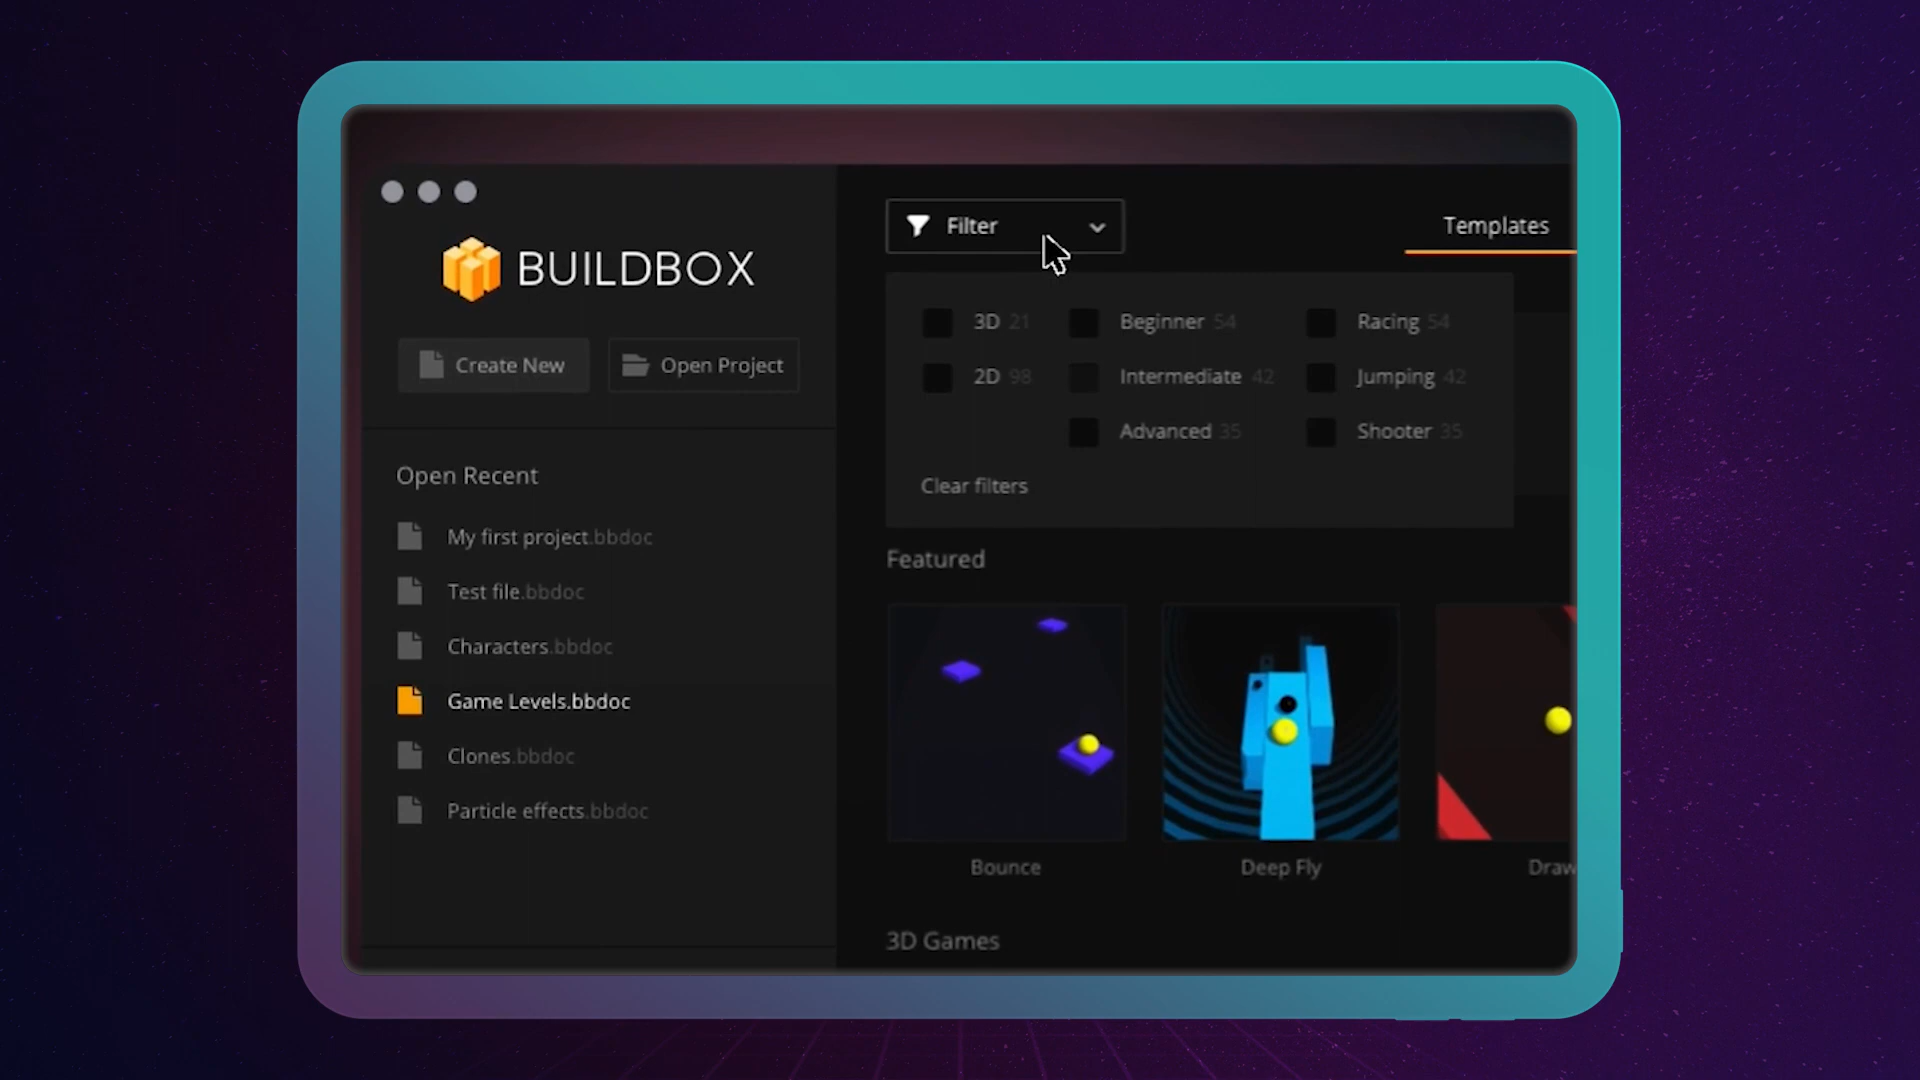 BUILDBOX
Create New
Open Project
Open Recent
My first project.bbdoc
Test file.bbdoc
Characters.bbdoc
Game Levels.bbdoc
Clones.bbdoc
Particle effects.bbdoc
Filter
Templates
3D 21
Beginner 54
Racing 54
2D 98
Intermediate 42
Jumping 42
Advanced 35
Shooter 35
Clear filters
Featured
Bounce
Deep Fly
Draw
3D Games